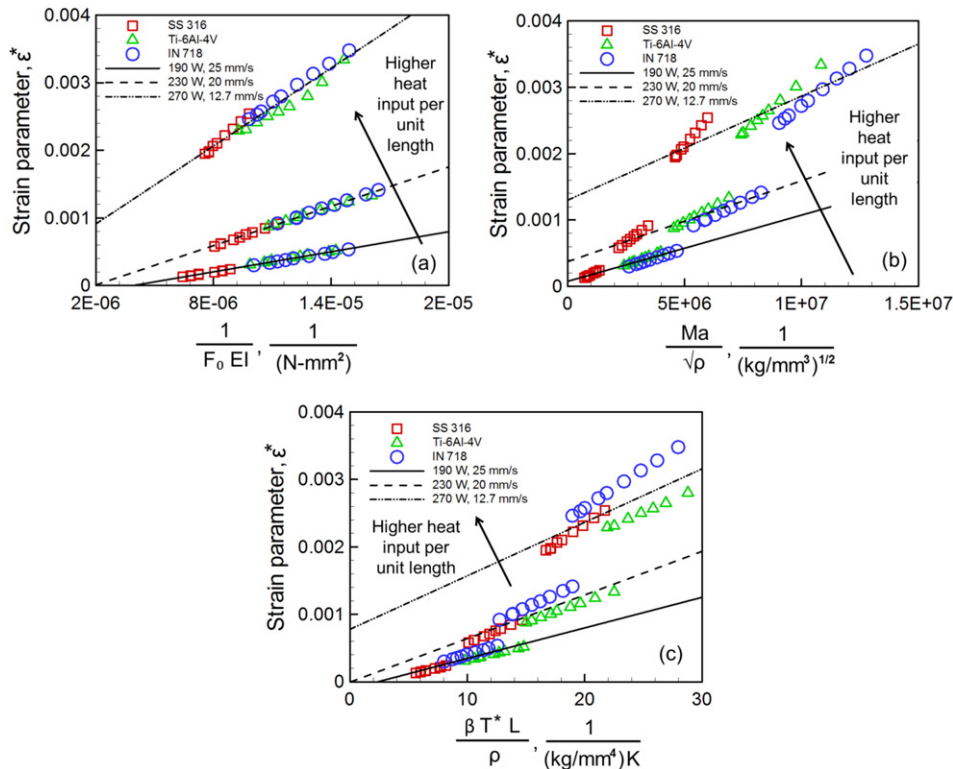 0.004
SS 316
Ti-6Al-4V
IN 718
190 W, 25 mm/s
230 W, 20 mm/s
270 W, 12.7 mm/s
0.003
0.002
0.001
0
Strain parameter, ε*
Higher
heat
input per
unit
length
(a)
2E-06
8E-06
1.4E-05
2E-05
1
F₀ EI
,
1
(N-mm²)
0.004
SS 316
Ti-6Al-4V
IN 718
190 W, 25 mm/s
230 W, 20 mm/s
270 W, 12.7 mm/s
0.003
0.002
0.001
0
Strain parameter, ε*
Higher
heat
input per
unit
length
(b)
0
5E+06
1E+07
1.5E+07
Ma
√ρ
,
1
(kg/mm³)¹/²
0.004
SS 316
Ti-6Al-4V
IN 718
190 W, 25 mm/s
230 W, 20 mm/s
270 W, 12.7 mm/s
0.003
0.002
0.001
0
Strain parameter, ε*
Higher heat
input per
unit length
(c)
0
10
20
30
β T* L
ρ
,
1
(kg/mm⁴)K